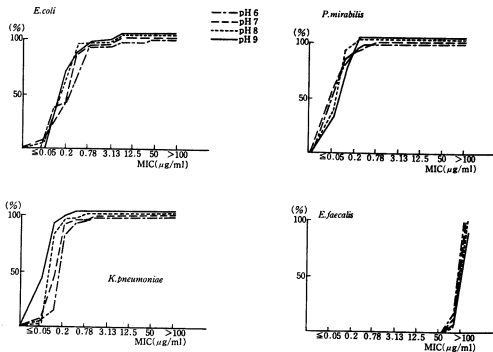 E.coli
pH 6
pH 7
pH 8
pH 9
P.mirabilis
(%)
100
50
≦0.05 0.2 0.78 3.13 12.5 50 >100
MIC(μg/ml)
(%)
100
50
≦0.05 0.2 0.78 3.13 12.5 50 >100
MIC(μg/ml)
(%)
100
50
K.pneumoniae
≦0.05 0.2 0.78 3.13 12.5 50 >100
MIC(μg/ml)
(%)
E.faecalis
100
50
≦0.05 0.2 0.78 3.13 12.5 50 >100
MIC(μg/ml)